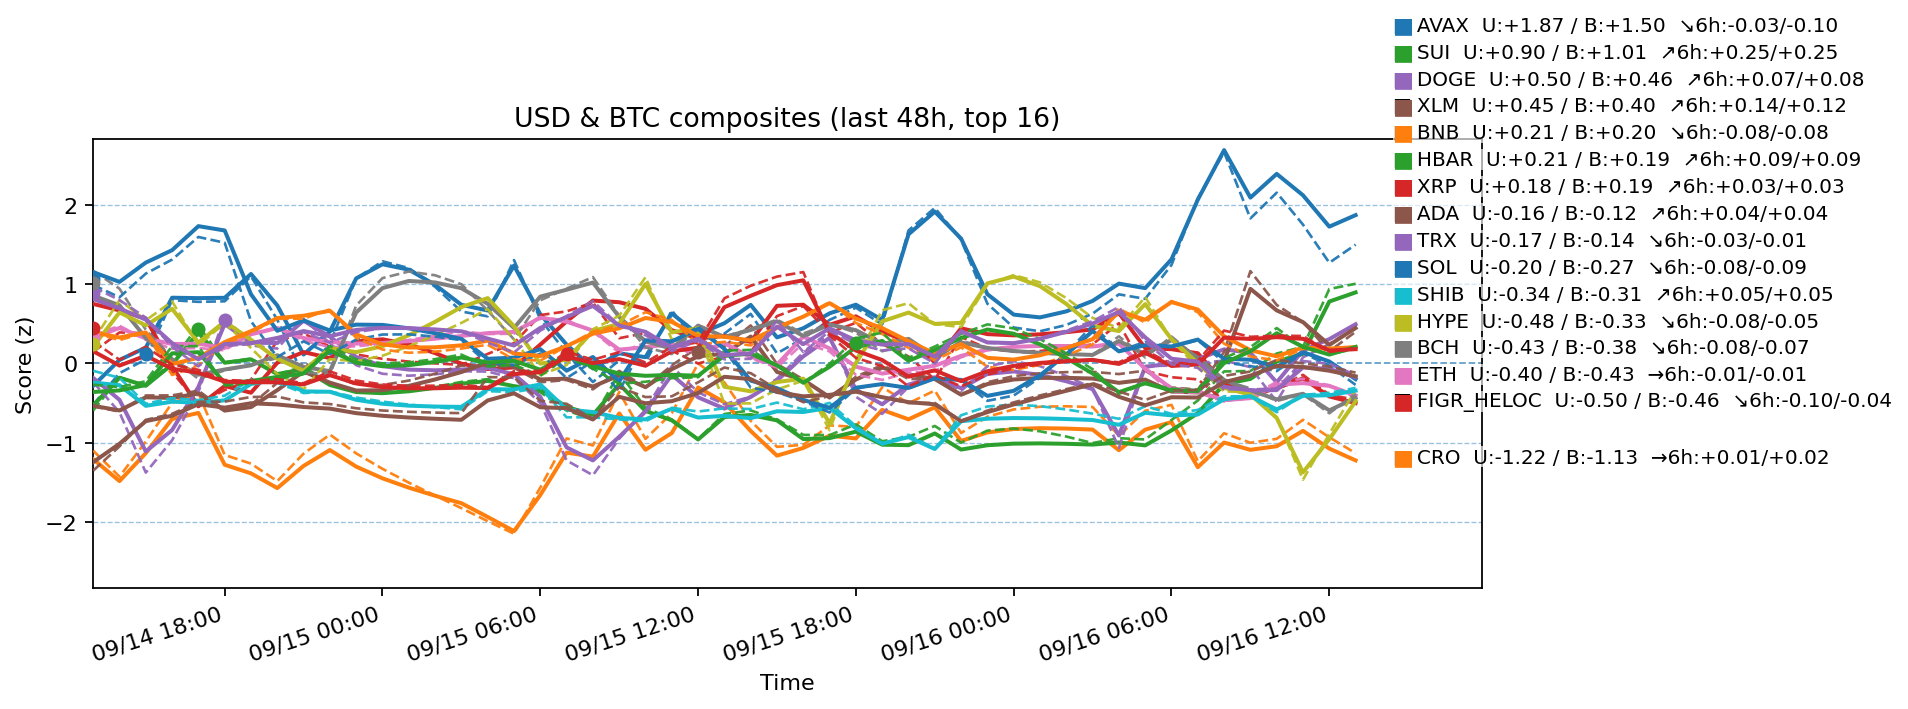 AVAX  U:+1.87 / B:+1.50  ↘6h:-0.03/-0.10
SUI  U:+0.90 / B:+1.01  ↗6h:+0.25/+0.25
DOGE  U:+0.50 / B:+0.46  ↗6h:+0.07/+0.08
XLM  U:+0.45 / B:+0.40  ↗6h:+0.14/+0.12
USD & BTC composites (last 48h, top 16)
BNB  U:+0.21 / B:+0.20  ↘6h:-0.08/-0.08
HBAR  U:+0.21 / B:+0.19  ↗6h:+0.09/+0.09
XRP  U:+0.18 / B:+0.19  ↗6h:+0.03/+0.03
ADA  U:-0.16 / B:-0.12  ↗6h:+0.04/+0.04
TRX  U:-0.17 / B:-0.14  ↘6h:-0.03/-0.01
SOL  U:-0.20 / B:-0.27  ↘6h:-0.08/-0.09
SHIB  U:-0.34 / B:-0.31  ↗6h:+0.05/+0.05
HYPE  U:-0.48 / B:-0.33  ↘6h:-0.08/-0.05
BCH  U:-0.43 / B:-0.38  ↘6h:-0.08/-0.07
ETH  U:-0.40 / B:-0.43  →6h:-0.01/-0.01
FIGR_HELOC  U:-0.50 / B:-0.46  ↘6h:-0.10/-0.04
CRO  U:-1.22 / B:-1.13  →6h:+0.01/+0.02
Score (z)
2
1
0
−1
−2
09/14 18:00
09/15 00:00
09/15 06:00
09/15 12:00
09/15 18:00
09/16 00:00
09/16 06:00
09/16 12:00
Time